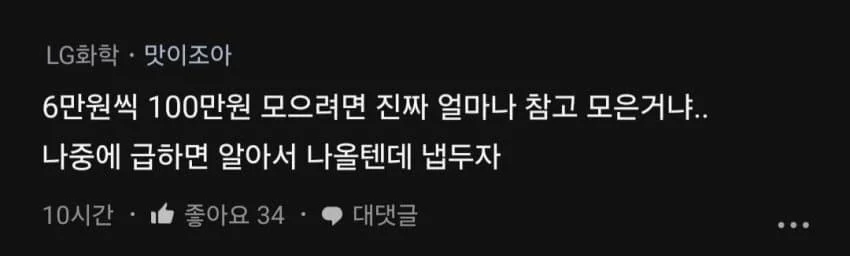 LG화학 · 맛이조아
6만원씩 100만원 모으려면 진짜 얼마나 참고 모은거냐..
나중에 급하면 알아서 나올텐데 냅두자
10시간 · 좋아요 34 · 대댓글